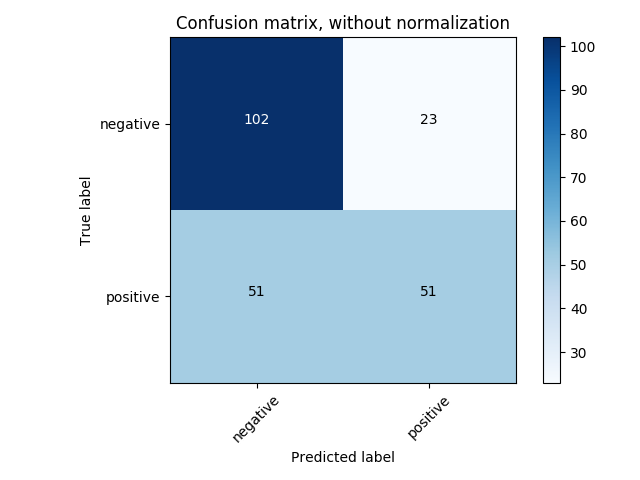 Confusion matrix, without normalization
True label
negative
positive
102
23
51
51
negative
positive
Predicted label
100
90
80
70
60
50
40
30